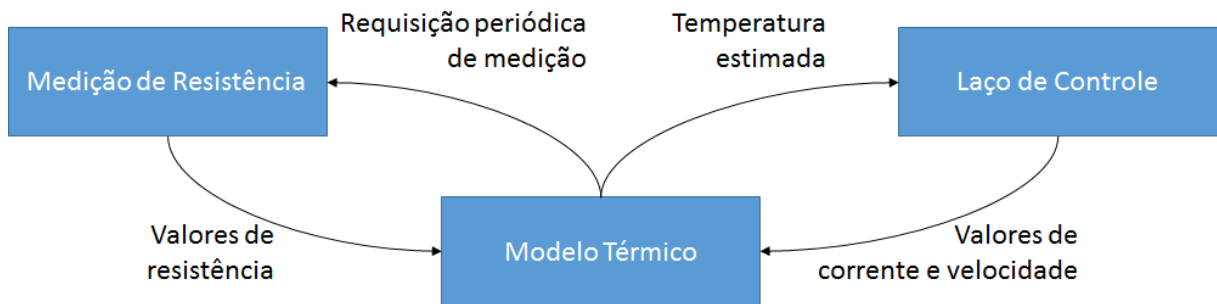 Requisição periódica
de medição
Temperatura
estimada
Medição de Resistência
Laço de Controle
Valores de
resistência
Modelo Térmico
Valores de
corrente e velocidade